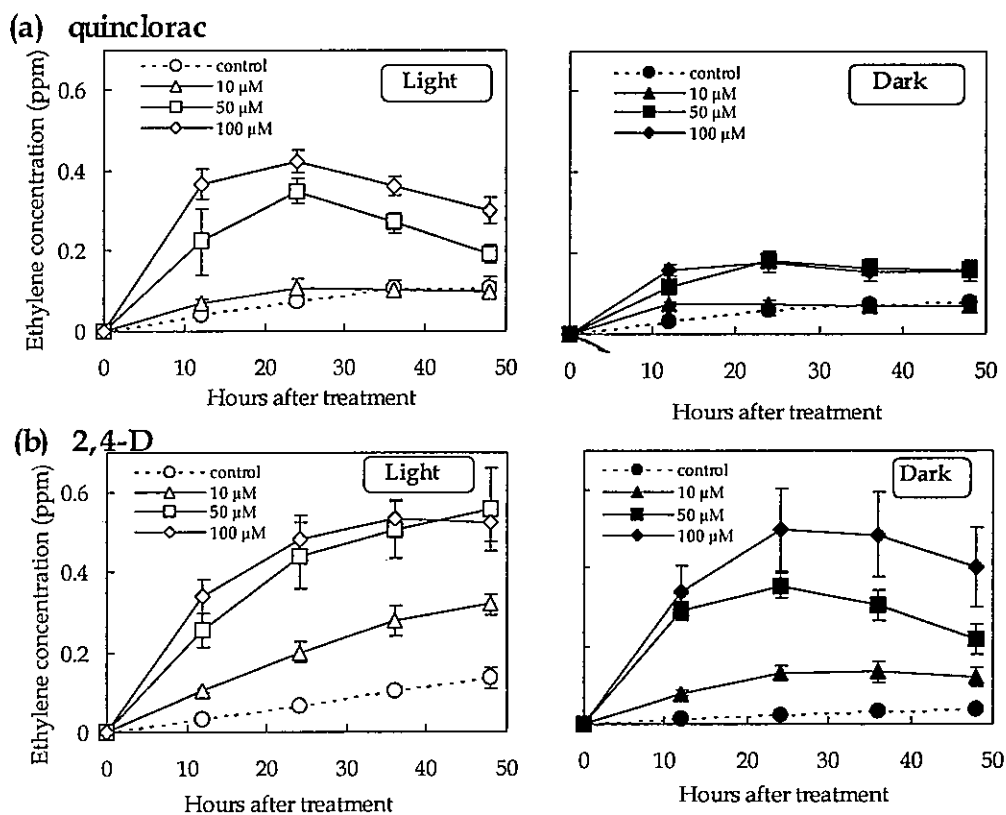 (a) quinclorac
Ethylene concentration (ppm)
0.6
0.4
0.2
0
control
10 µM
50 µM
100 µM
Light
0 10 20 30 40 50
Hours after treatment
control
10 µM
50 µM
100 µM
Dark
0 10 20 30 40 50
Hours after treatment
(b) 2,4-D
Ethylene concentration (ppm)
0.6
0.4
0.2
0
control
10 µM
50 µM
100 µM
Light
0 10 20 30 40 50
Hours after treatment
control
10 µM
50 µM
100 µM
Dark
0 10 20 30 40 50
Hours after treatment